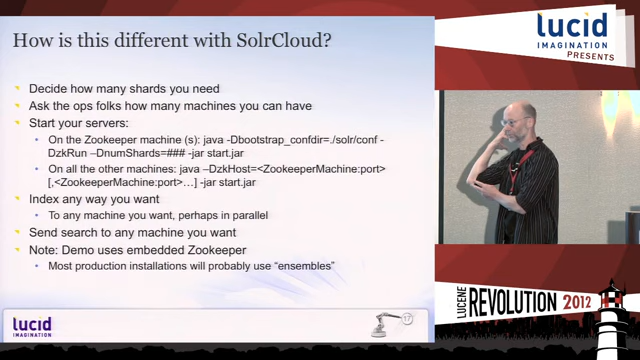 How is this different with SolrCloud?
Decide how many shards you need
Ask the ops folks how many machines you can have
Start your servers:
On the Zookeeper machine (s): java -Dbootstrap_confdir=./solr/conf -
DzkRun –DnumShards=### -jar start.jar
On all the other machines: java –DzkHost=<ZookeeperMachine:port>
[,<ZookeeperMachine:port>…] -jar start.jar
Index any way you want
To any machine you want, perhaps in parallel
Send search to any machine you want
Note: Demo uses embedded Zookeeper
Most production installations will probably use “ensembles”
lucid
IMAGINATION
17
lucid
IMAGINATION
PRESENTS
LUCENE
REVOLUTION 2012